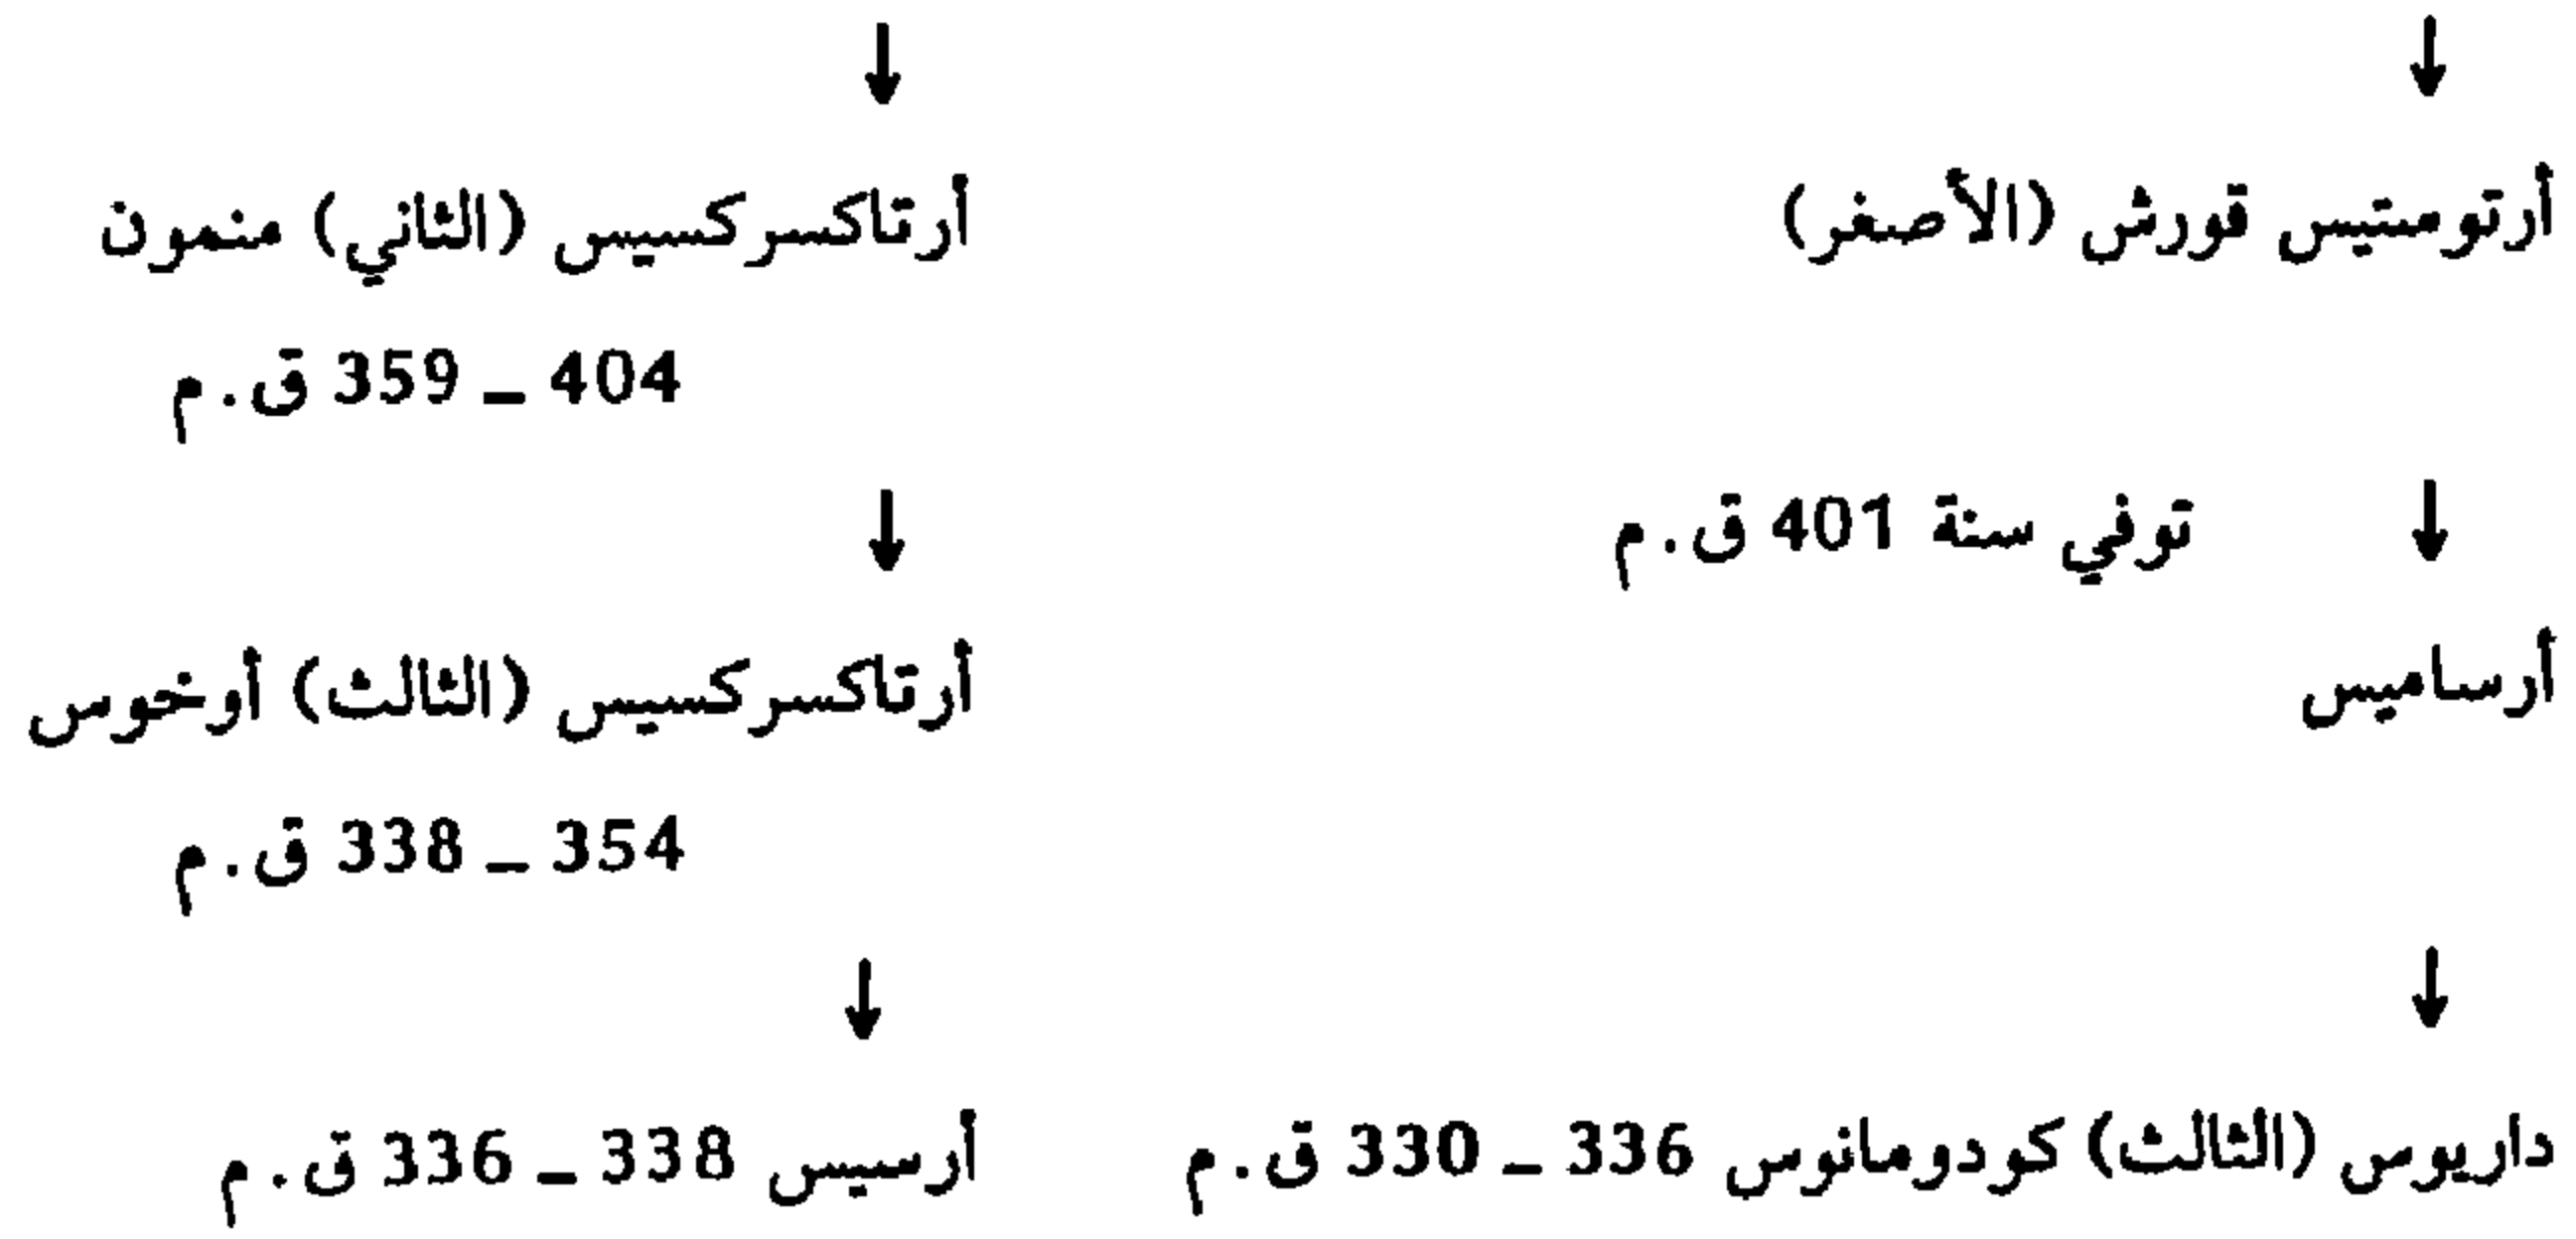 ↓ ↓
أرتومتيس قورش (الأصغر) أرتاكسركسيس (الثاني) منمون
404 _ 359 ق.م
↓ توفي سنة 401 ق.م ↓
أرساميس أرتاكسركسيس (الثالث) أوخوس
354 _ 338 ق.م
↓ ↓
داريوس (الثالث) كودومانوس 336 _ 330 ق.م أرسيس 338 _ 336 ق.م